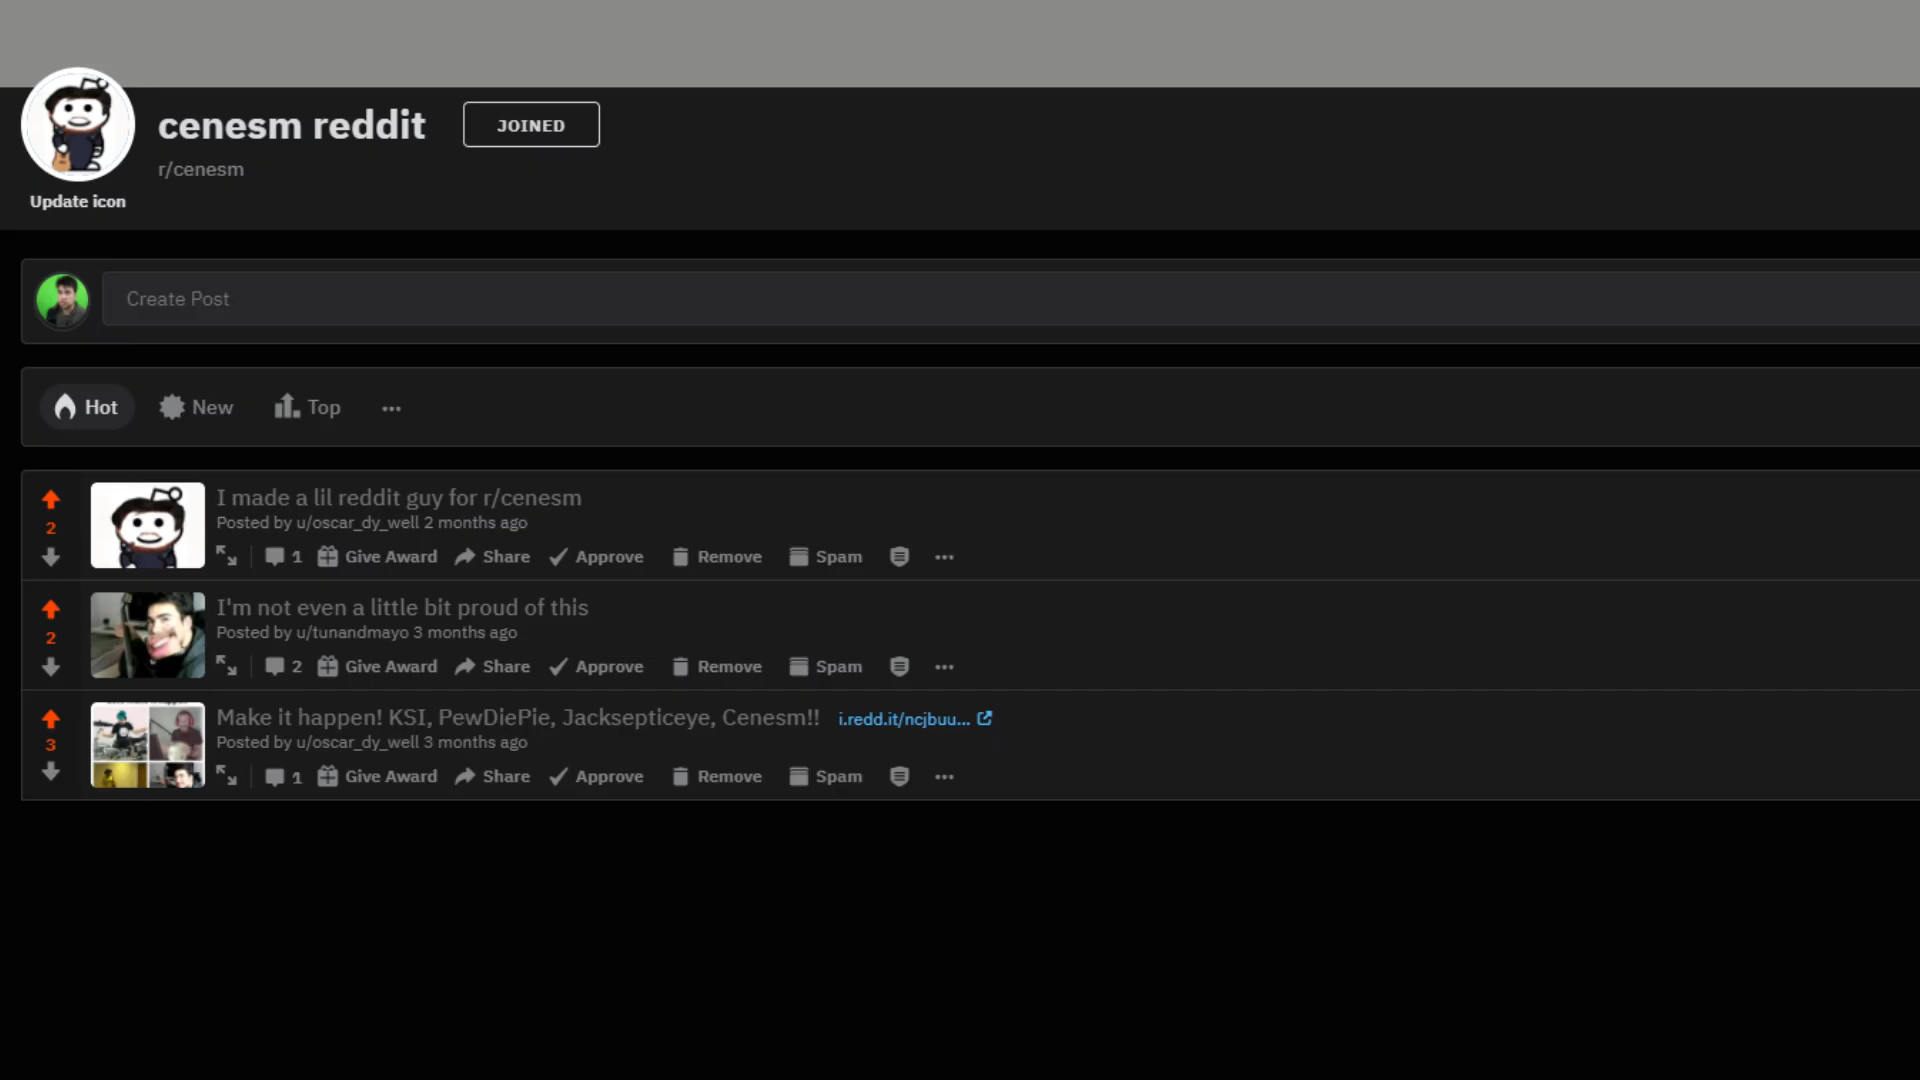 cenesm reddit JOINED
r/cenesm
Update icon
Create Post
Hot New Top
2 I made a lil reddit guy for r/cenesm
Posted by u/oscar_dy_well 2 months ago
1 Give Award Share Approve Remove Spam
2 I'm not even a little bit proud of this
Posted by u/tunandmayo 3 months ago
2 Give Award Share Approve Remove Spam
3 Make it happen! KSI, PewDiePie, Jacksepticeye, Cenesm!! i.redd.it/ncjbuu...
Posted by u/oscar_dy_well 3 months ago
1 Give Award Share Approve Remove Spam